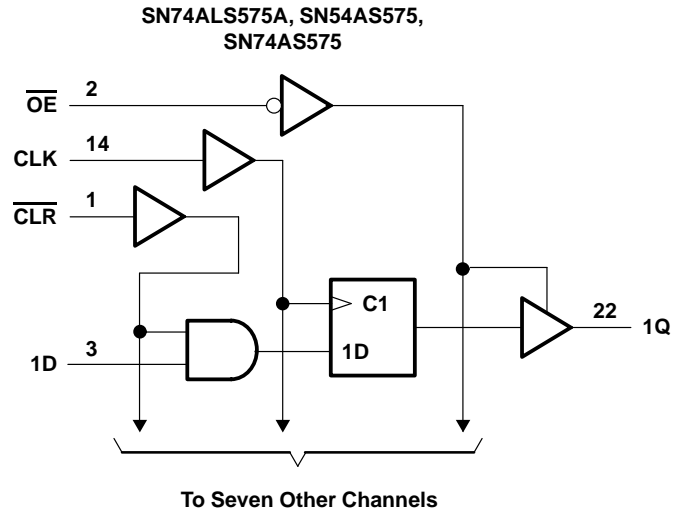 SN74ALS575A, SN54AS575,
SN74AS575
OE 2
CLK 14
CLR 1
C1
1D 3
1D
22 1Q
To Seven Other Channels